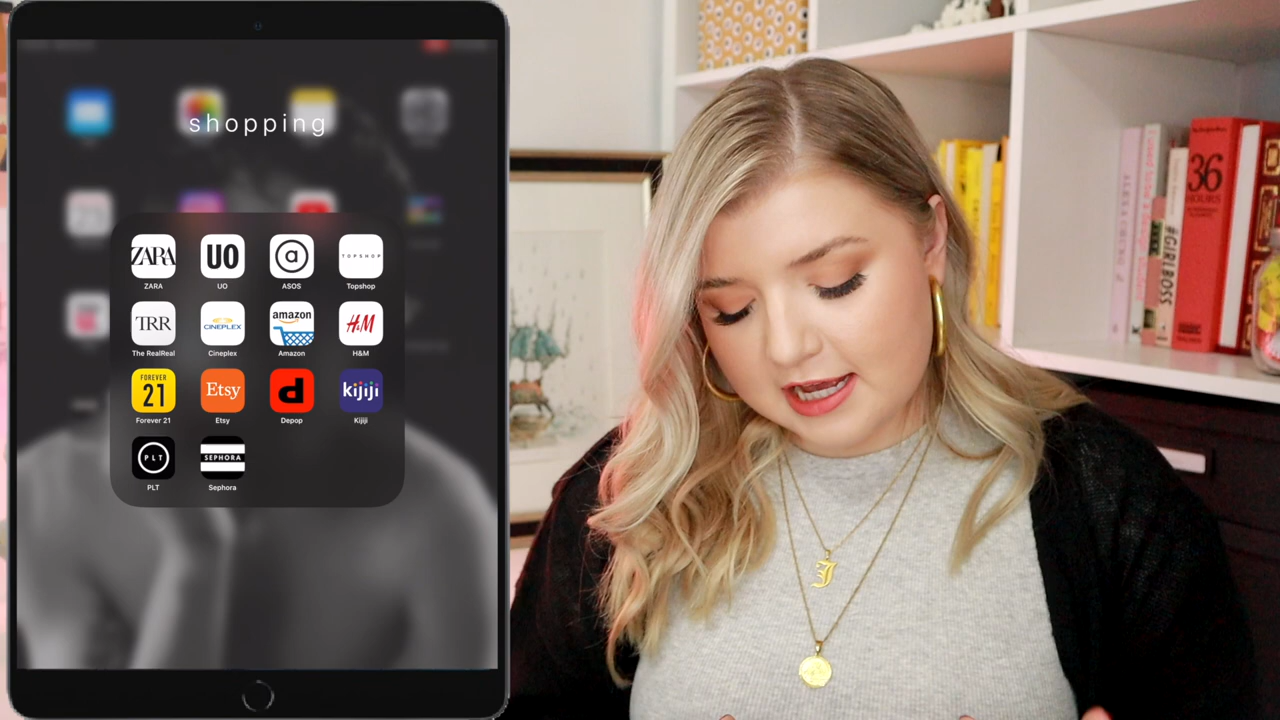 shopping
ZARA
UO
a
TOPSHOP
ZARA
UO
ASOS
Topshop
TRR
CINEPLEX
amazon
H&M
The RealReal
Cineplex
Amazon
H&M
FOREVER
21
Etsy
d
kijiji
Forever 21
Etsy
Depop
Kijiji
PLT
SEPHORA
PLT
Sephora
36
HOURS
#GIRLBOSS
J